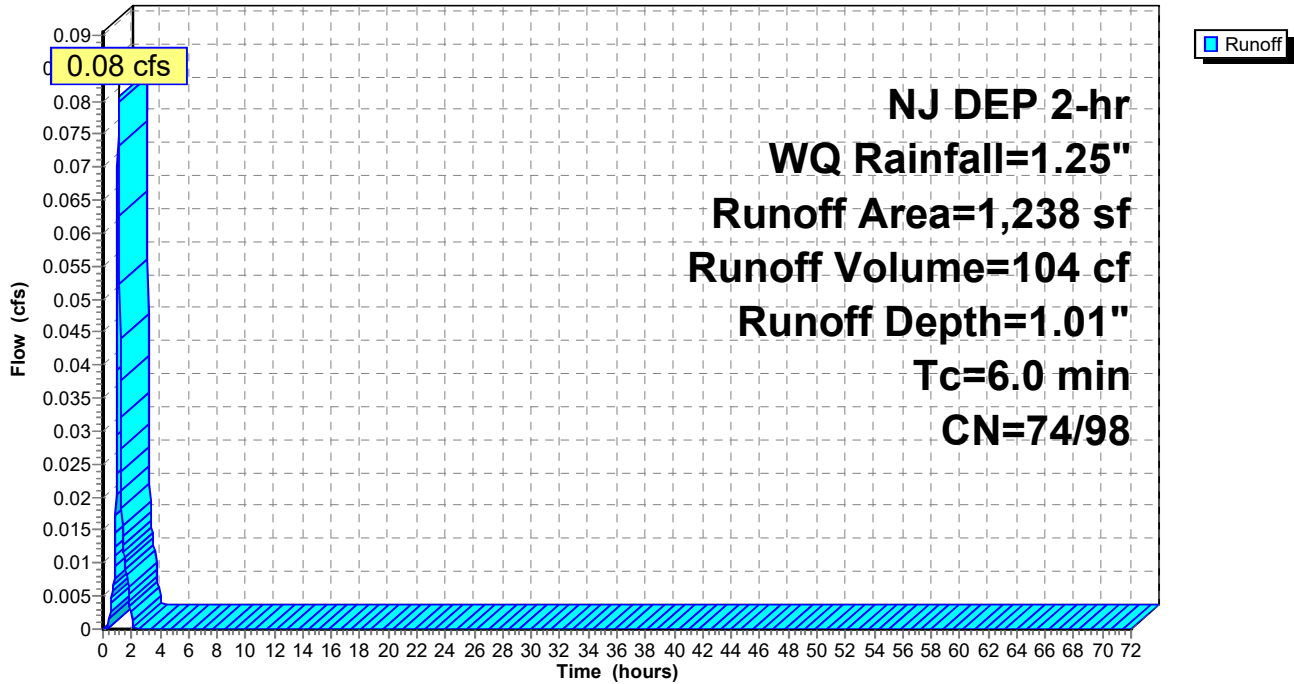 0.09
0.08 cfs
0.08
0.075
0.07
0.065
0.06
0.055
0.05
0.045
0.04
0.035
0.03
0.025
0.02
0.015
0.01
0.005
0
Flow (cfs)
Runoff
NJ DEP 2-hr
WQ Rainfall=1.25"
Runoff Area=1,238 sf
Runoff Volume=104 cf
Runoff Depth=1.01"
Tc=6.0 min
CN=74/98
0 2 4 6 8 10 12 14 16 18 20 22 24 26 28 30 32 34 36 38 40 42 44 46 48 50 52 54 56 58 60 62 64 66 68 70 72
Time (hours)